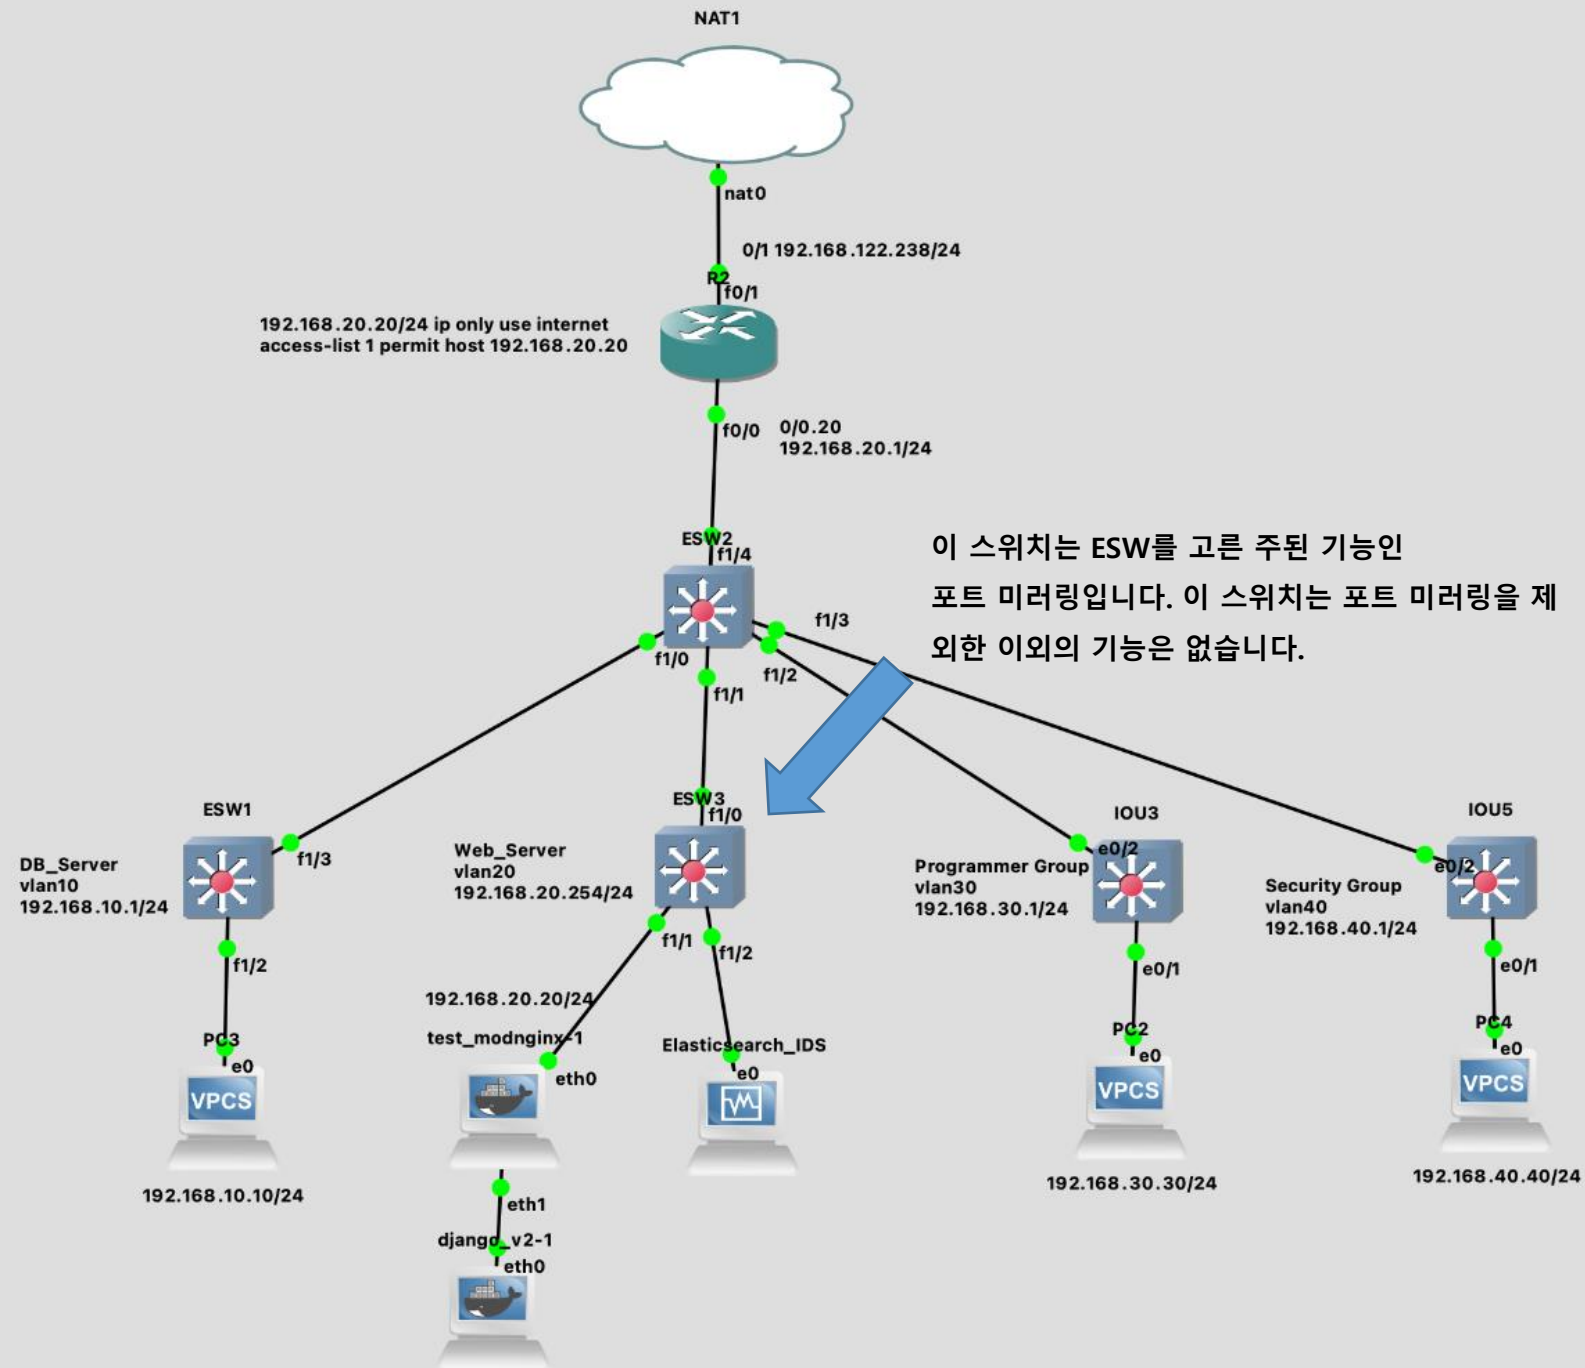 NAT1
nat0
0/1 192.168.122.238/24
R2
f0/1
192.168.20.20/24 ip only use internet
access-list 1 permit host 192.168.20.20
f0/0
0/0.20
192.168.20.1/24
이 스위치는 ESW를 고른 주된 기능인
포트 미러링입니다. 이 스위치는 포트 미러링을 제
외한 이외의 기능은 없습니다.
ESW2
f1/4
f1/3
f1/0
f1/2
f1/1
ESW1
f1/3
DB_Server
vlan10
192.168.10.1/24
f1/2
PC3
e0
VPCS
192.168.10.10/24
ESW3
f1/0
Web_Server
vlan20
192.168.20.254/24
f1/1
f1/2
192.168.20.20/24
test_modnginx-1
eth0
Elasticsearch_IDS
e0
eth1
django_v2-1
eth0
IOU3
e0/2
Programmer Group
vlan30
192.168.30.1/24
e0/1
PC2
e0
VPCS
192.168.30.30/24
IOU5
e0/2
Security Group
vlan40
192.168.40.1/24
e0/1
PC4
e0
VPCS
192.168.40.40/24